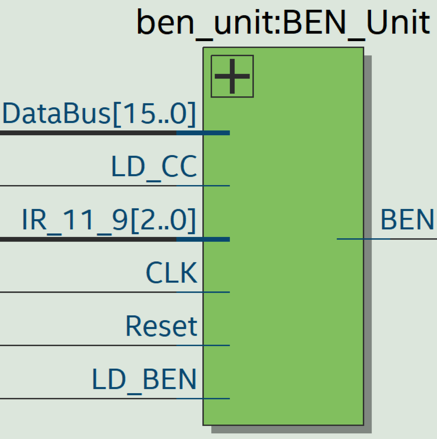 ben_unit:BEN_Unit
DataBus[15..0]
LD_CC
IR_11_9[2..0]
BEN
CLK
Reset
LD_BEN